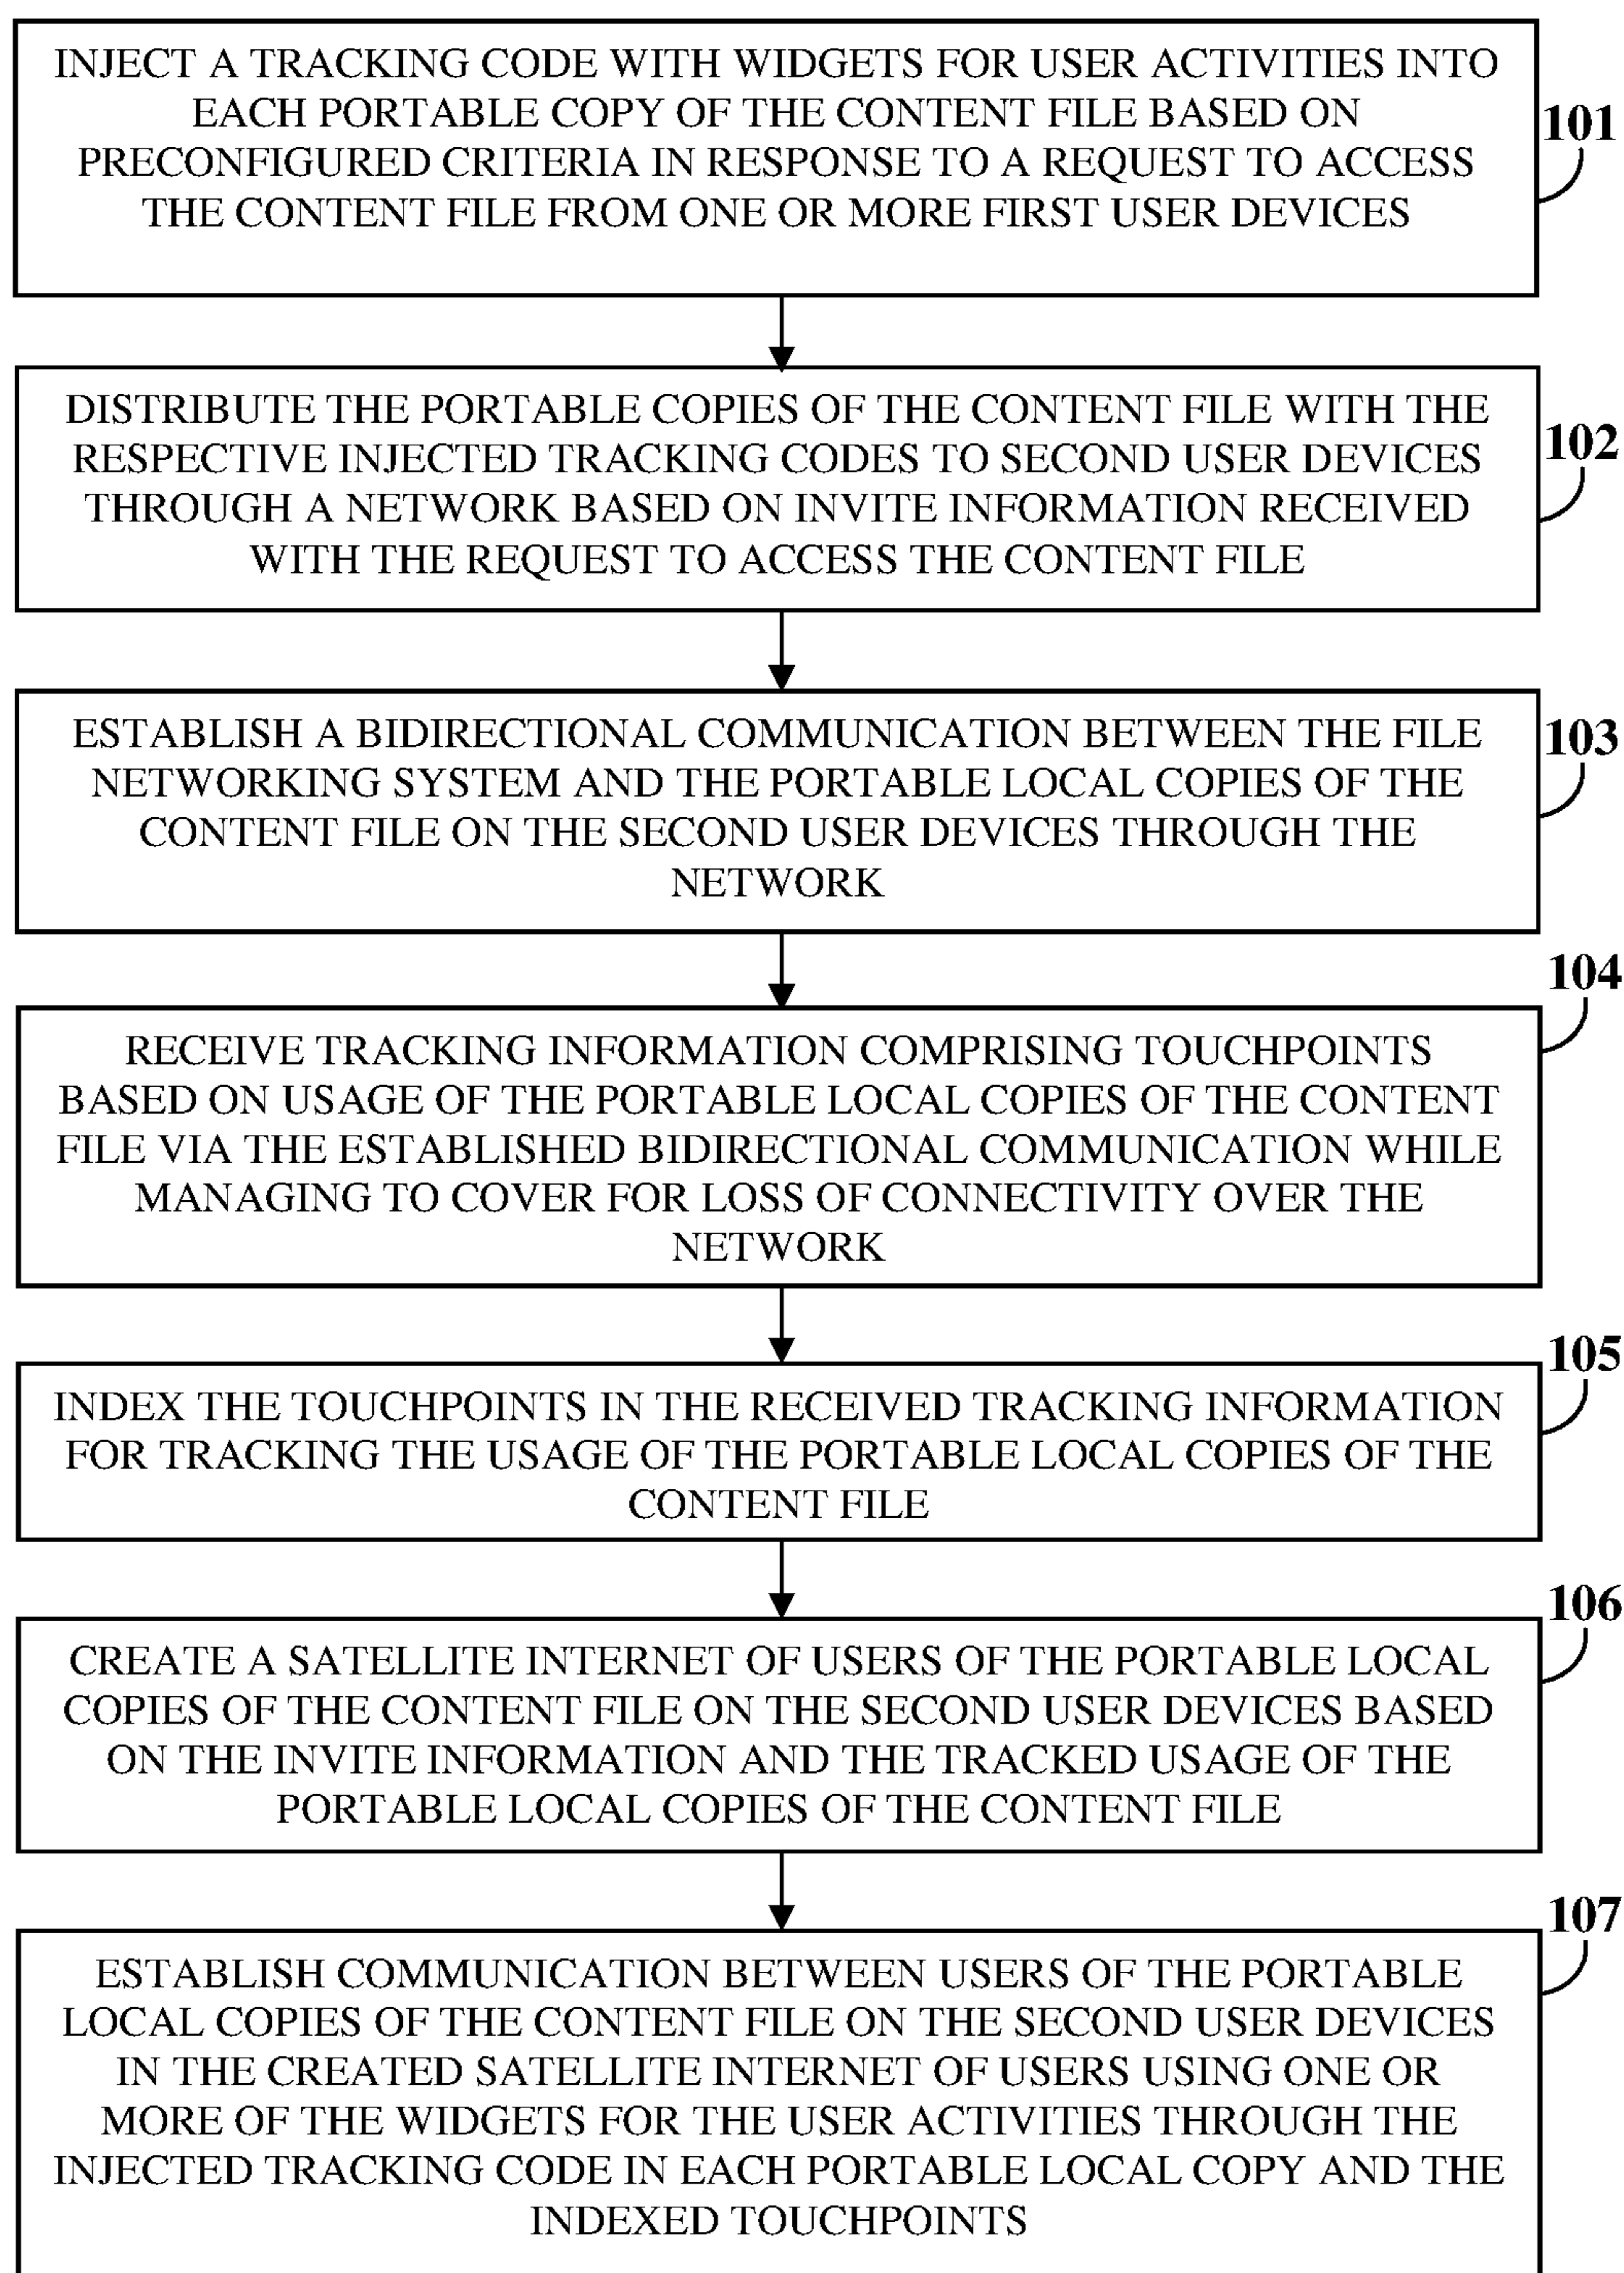 INJECT A TRACKING CODE WITH WIDGETS FOR USER ACTIVITIES INTO
EACH PORTABLE COPY OF THE CONTENT FILE BASED ON
PRECONFIGURED CRITERIA IN RESPONSE TO A REQUEST TO ACCESS
THE CONTENT FILE FROM ONE OR MORE FIRST USER DEVICES
101
DISTRIBUTE THE PORTABLE COPIES OF THE CONTENT FILE WITH THE
RESPECTIVE INJECTED TRACKING CODES TO SECOND USER DEVICES
THROUGH A NETWORK BASED ON INVITE INFORMATION RECEIVED
WITH THE REQUEST TO ACCESS THE CONTENT FILE
102
ESTABLISH A BIDIRECTIONAL COMMUNICATION BETWEEN THE FILE
NETWORKING SYSTEM AND THE PORTABLE LOCAL COPIES OF THE
CONTENT FILE ON THE SECOND USER DEVICES THROUGH THE
NETWORK
103
RECEIVE TRACKING INFORMATION COMPRISING TOUCHPOINTS
BASED ON USAGE OF THE PORTABLE LOCAL COPIES OF THE CONTENT
FILE VIA THE ESTABLISHED BIDIRECTIONAL COMMUNICATION WHILE
MANAGING TO COVER FOR LOSS OF CONNECTIVITY OVER THE
NETWORK
104
INDEX THE TOUCHPOINTS IN THE RECEIVED TRACKING INFORMATION
FOR TRACKING THE USAGE OF THE PORTABLE LOCAL COPIES OF THE
CONTENT FILE
105
CREATE A SATELLITE INTERNET OF USERS OF THE PORTABLE LOCAL
COPIES OF THE CONTENT FILE ON THE SECOND USER DEVICES BASED
ON THE INVITE INFORMATION AND THE TRACKED USAGE OF THE
PORTABLE LOCAL COPIES OF THE CONTENT FILE
106
ESTABLISH COMMUNICATION BETWEEN USERS OF THE PORTABLE
LOCAL COPIES OF THE CONTENT FILE ON THE SECOND USER DEVICES
IN THE CREATED SATELLITE INTERNET OF USERS USING ONE OR
MORE OF THE WIDGETS FOR THE USER ACTIVITIES THROUGH THE
INJECTED TRACKING CODE IN EACH PORTABLE LOCAL COPY AND THE
INDEXED TOUCHPOINTS
107